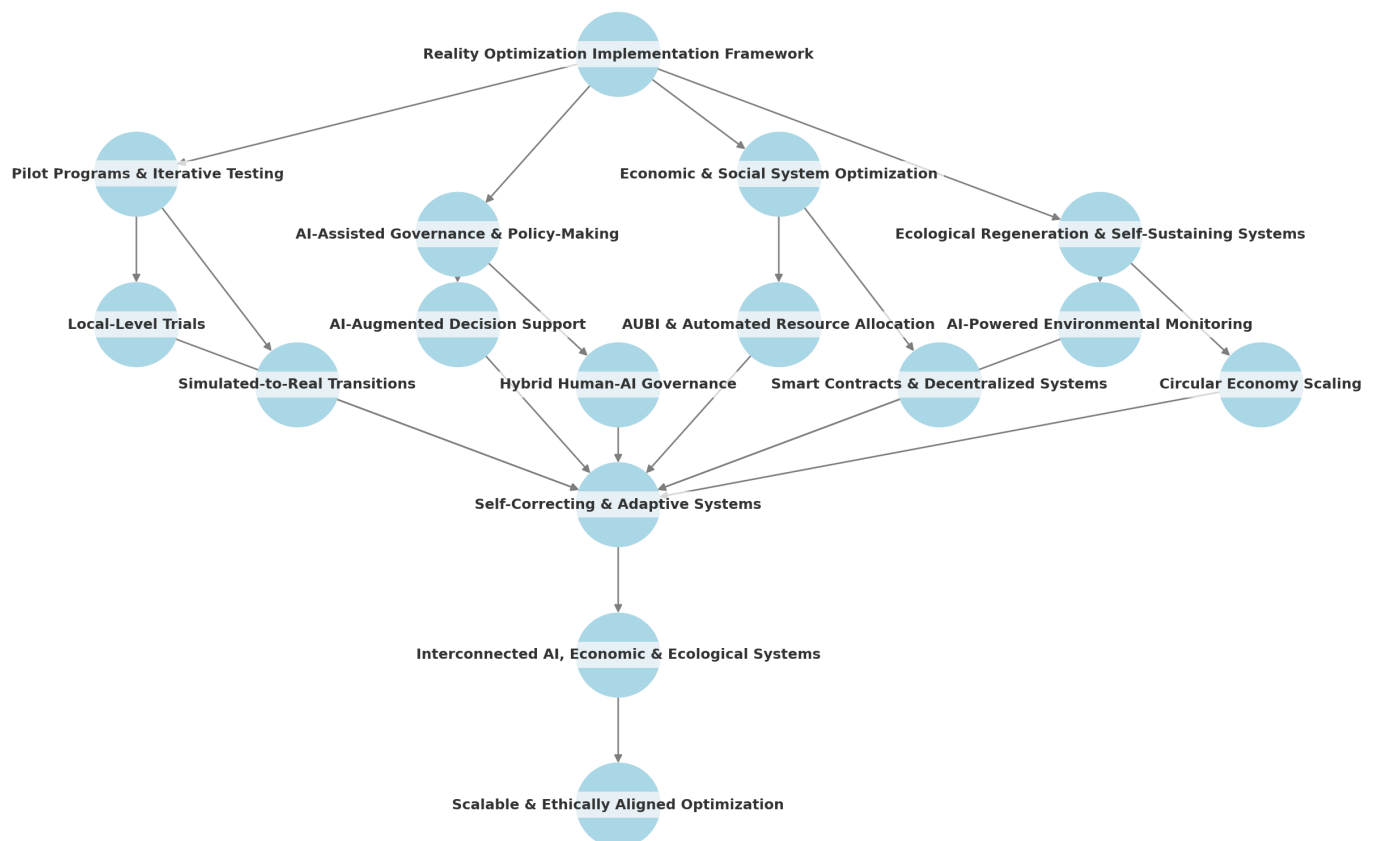 Reality Optimization Implementation Framework
Pilot Programs & Iterative Testing
Economic & Social System Optimization
AI-Assisted Governance & Policy-Making
Ecological Regeneration & Self-Sustaining Systems
Local-Level Trials
AI-Augmented Decision Support
AUBI & Automated Resource Allocation
AI-Powered Environmental Monitoring
Simulated-to-Real Transitions
Hybrid Human-AI Governance
Smart Contracts & Decentralized Systems
Circular Economy Scaling
Self-Correcting & Adaptive Systems
Interconnected AI, Economic & Ecological Systems
Scalable & Ethically Aligned Optimization